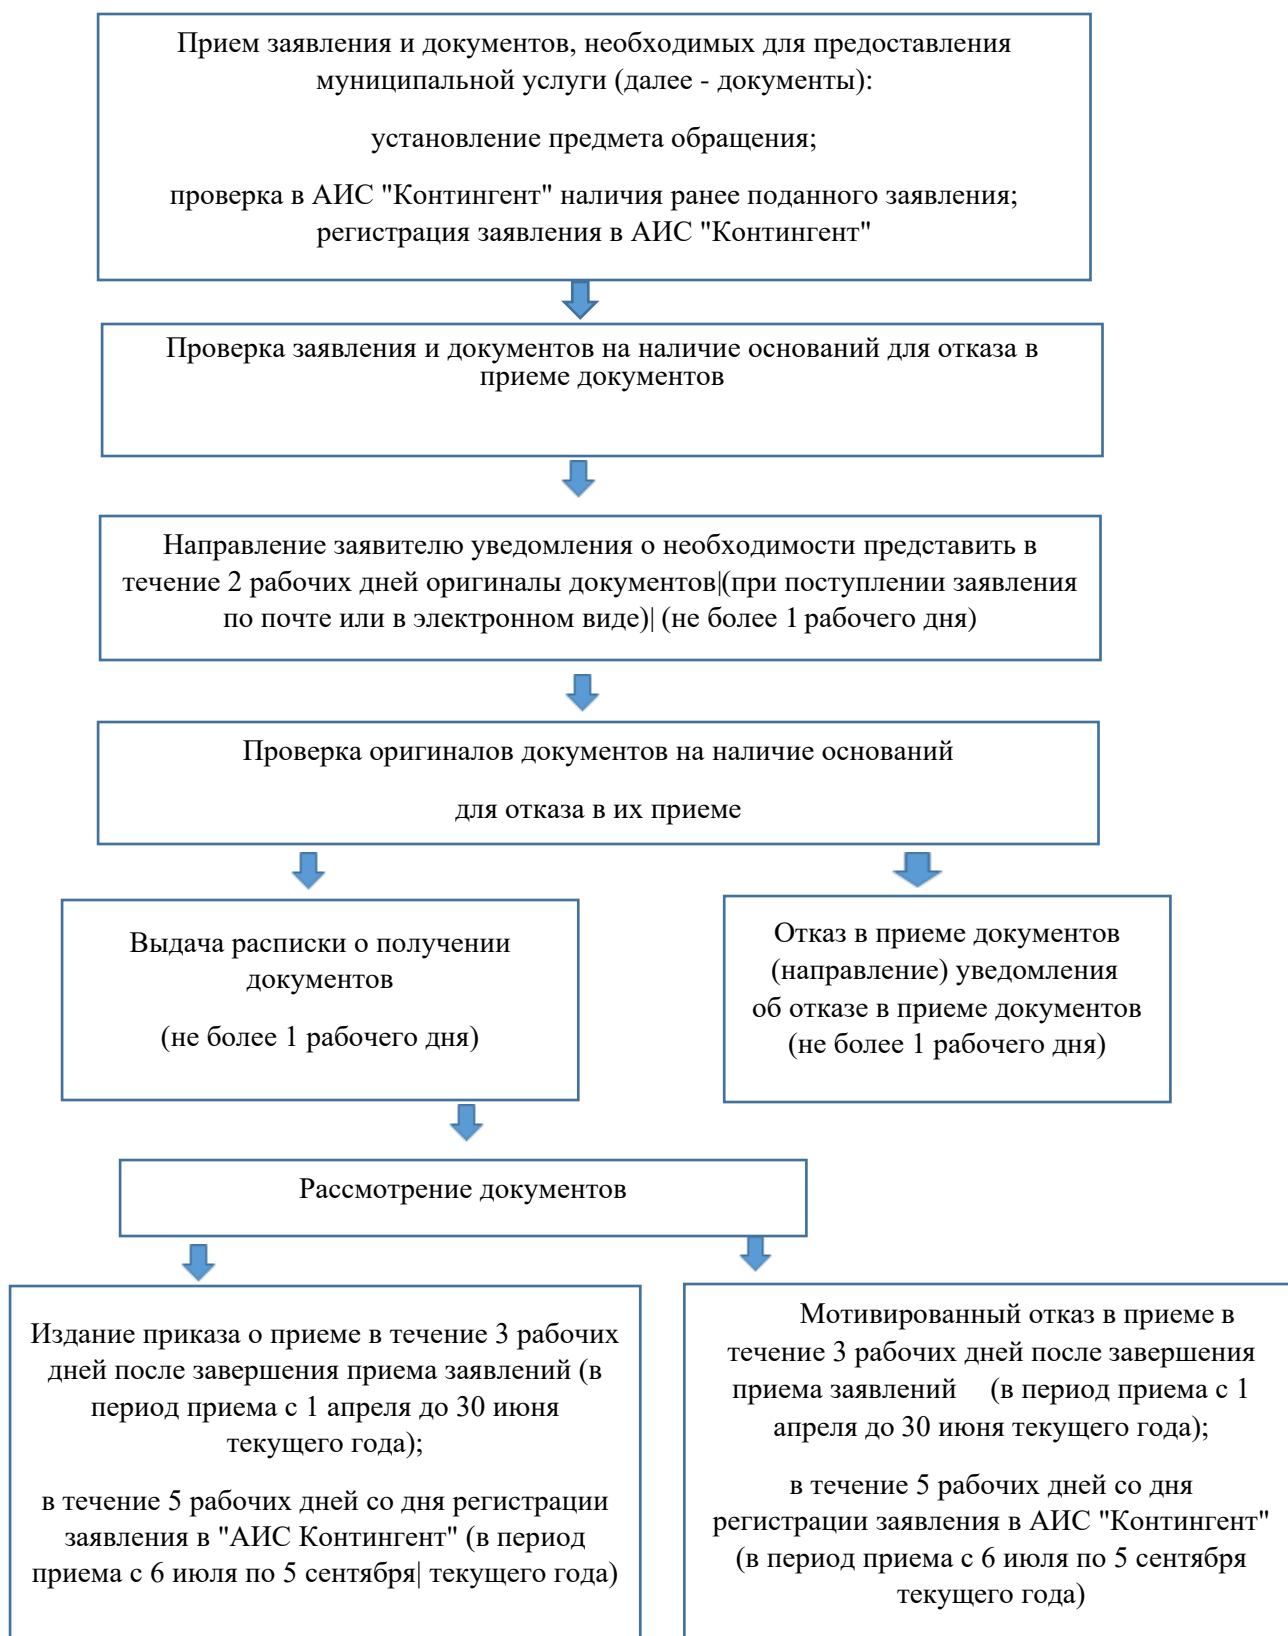 Прием заявления и документов, необходимых для предоставления
муниципальной услуги (далее - документы):
установление предмета обращения;
проверка в АИС "Контингент" наличия ранее поданного заявления;
регистрация заявления в АИС "Контингент"
Проверка заявления и документов на наличие оснований для отказа в
приеме документов
Направление заявителю уведомления о необходимости представить в
течение 2 рабочих дней оригиналы документов|(при поступлении заявления
по почте или в электронном виде)| (не более 1 рабочего дня)
Проверка оригиналов документов на наличие оснований
для отказа в их приеме
Выдача расписки о получении
документов
(не более 1 рабочего дня)
Отказ в приеме документов
(направление) уведомления
об отказе в приеме документов
(не более 1 рабочего дня)
Рассмотрение документов
Издание приказа о приеме в течение 3 рабочих
дней после завершения приема заявлений (в
период приема с 1 апреля до 30 июня
текущего года);
в течение 5 рабочих дней со дня регистрации
заявления в "АИС Контингент" (в период
приема с 6 июля по 5 сентября| текущего года)
Мотивированный отказ в приеме в
течение 3 рабочих дней после завершения
приема заявлений (в период приема с 1
апреля до 30 июня текущего года);
в течение 5 рабочих дней со дня
регистрации заявления в АИС "Контингент"
(в период приема с 6 июля по 5 сентября
текущего года)